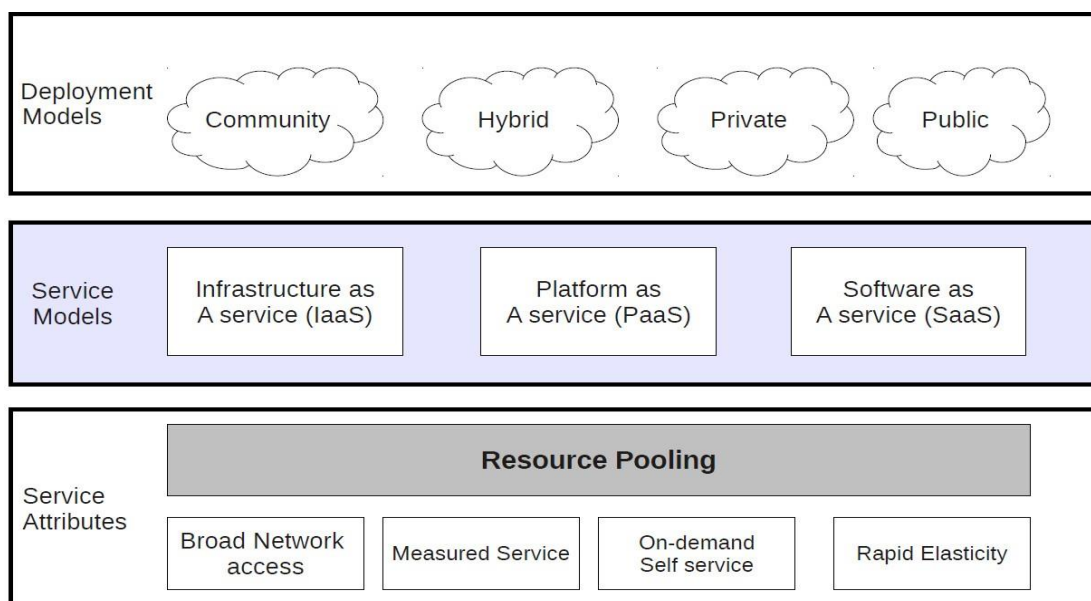 Deployment
Models
Community
Hybrid
Private
Public
Service
Models
Infrastructure as
A service (IaaS)
Platform as
A service (PaaS)
Software as
A service (SaaS)
Service
Attributes
Resource Pooling
Broad Network
access
Measured Service
On-demand
Self service
Rapid Elasticity